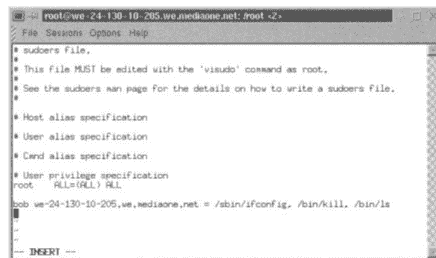 root@we-24-130-10-205.we.mediaone.net: /root <2>
File Sessions Options Help
# sudoers file.
#
# This file MUST be edited with the 'visudo' command as root.
#
# See the sudoers man page for the details on how to write a sudoers file.
#
# Host alias specification
# User alias specification
# Cmnd alias specification
# User privilege specification
root ALL=(ALL) ALL
bob we-24-130-10-205.we.mediaone.net = /sbin/ifconfig, /bin/kill, /bin/ls
~
~
~
-- INSERT --